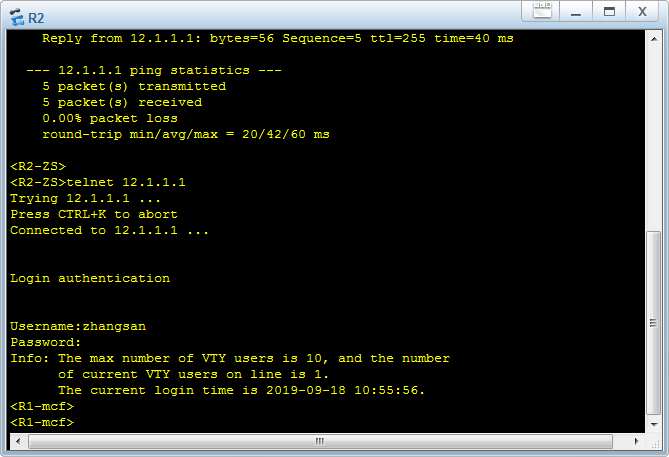 R2
Reply from 12.1.1.1: bytes=56 Sequence=5 ttl=255 time=40 ms
--- 12.1.1.1 ping statistics ---
5 packet(s) transmitted
5 packet(s) received
0.00% packet loss
round-trip min/avg/max = 20/42/60 ms
<R2-ZS>
<R2-ZS>telnet 12.1.1.1
Trying 12.1.1.1 ...
Press CTRL+K to abort
Connected to 12.1.1.1 ...
Login authentication
Username:zhangsan
Password:
Info: The max number of VTY users is 10, and the number
of current VTY users on line is 1.
The current login time is 2019-09-18 10:55:56.
<R1-mcf>
<R1-mcf>